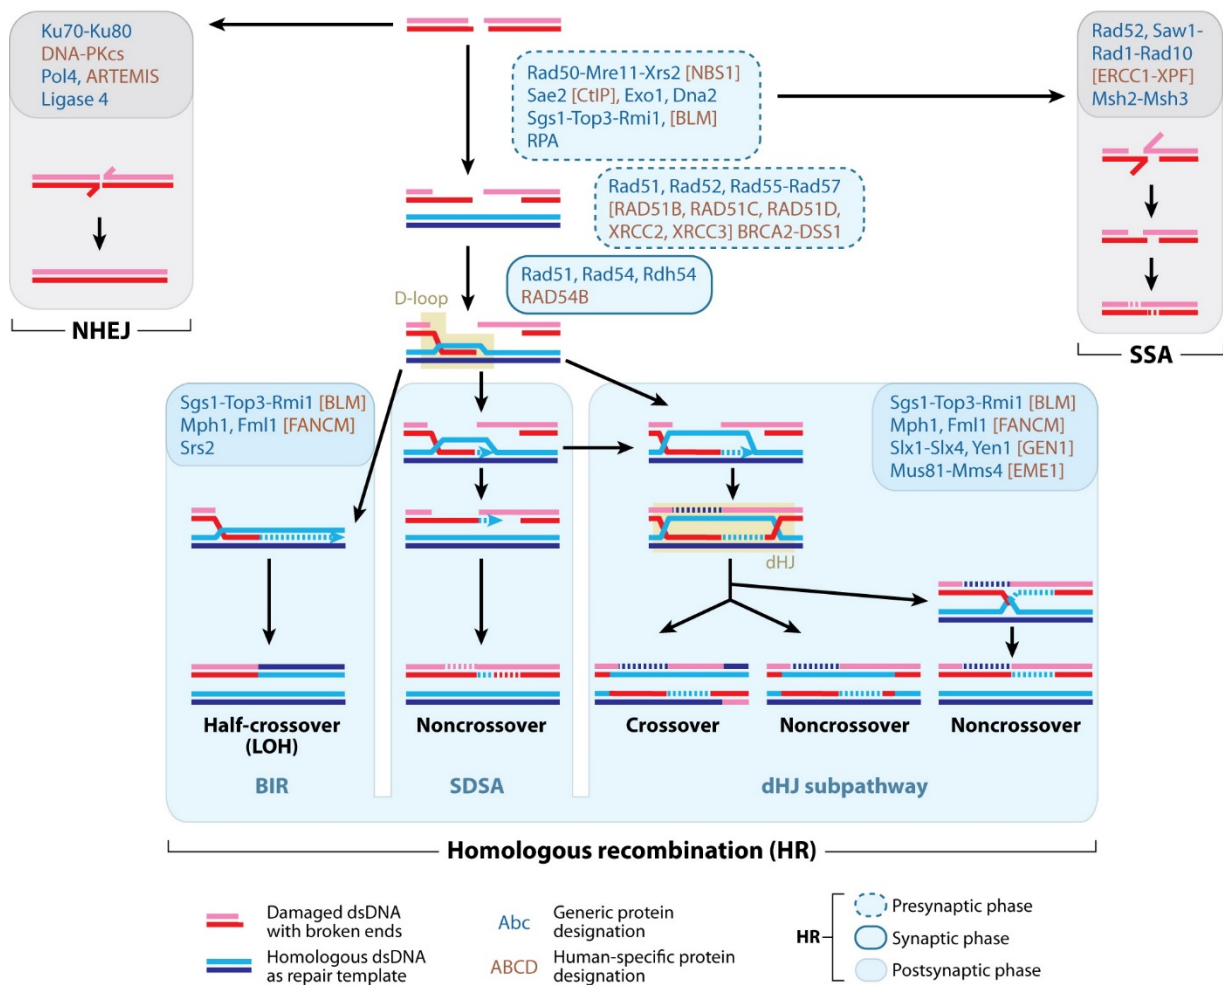 Ku70-Ku80
DNA-PKcs
Pol4, ARTEMIS
Ligase 4
NHEJ
Rad50-Mre11-Xrs2 [NBS1]
Sae2 [CtIP], Exo1, Dna2
Sgs1-Top3-Rmi1, [BLM]
RPA
Rad52, Saw1-
Rad1-Rad10
[ERCC1-XPF]
Msh2-Msh3
SSA
Rad51, Rad52, Rad55-Rad57
[RAD51B, RAD51C, RAD51D,
XRCC2, XRCC3] BRCA2-DSS1
Rad51, Rad54, Rdh54
RAD54B
D-loop
Sgs1-Top3-Rmi1 [BLM]
Mph1, Fml1 [FANCM]
Srs2
Sgs1-Top3-Rmi1 [BLM]
Mph1, Fml1 [FANCM]
Slx1-Slx4, Yen1 [GEN1]
Mus81-Mms4 [EME1]
dHJ
Half-crossover
(LOH)
Noncrossover
Crossover
Noncrossover
Noncrossover
BIR
SDSA
dHJ subpathway
Homologous recombination (HR)
Damaged dsDNA
with broken ends
Homologous dsDNA
as repair template
Abc
Generic protein
designation
ABCD
Human-specific protein
designation
HR
Presynaptic phase
Synaptic phase
Postsynaptic phase